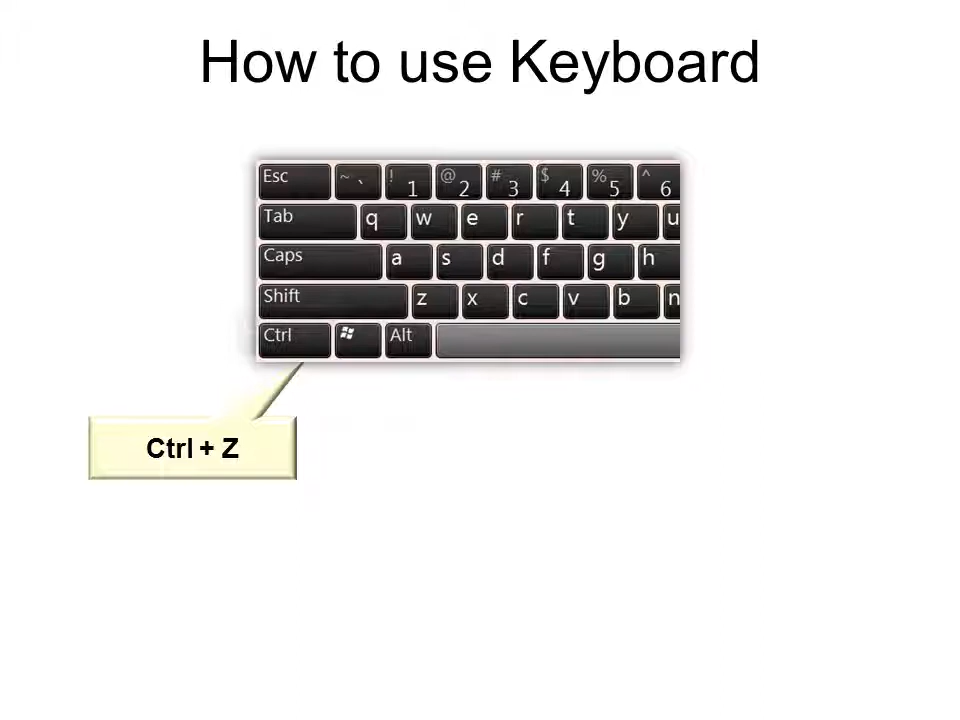 How to use Keyboard
Esc ~ ` ! 1 @ 2 # 3 $ 4 % 5 ^ 6
Tab q w e r t y u
Caps a s d f g h
Shift z x c v b n
Ctrl Alt
Ctrl + Z